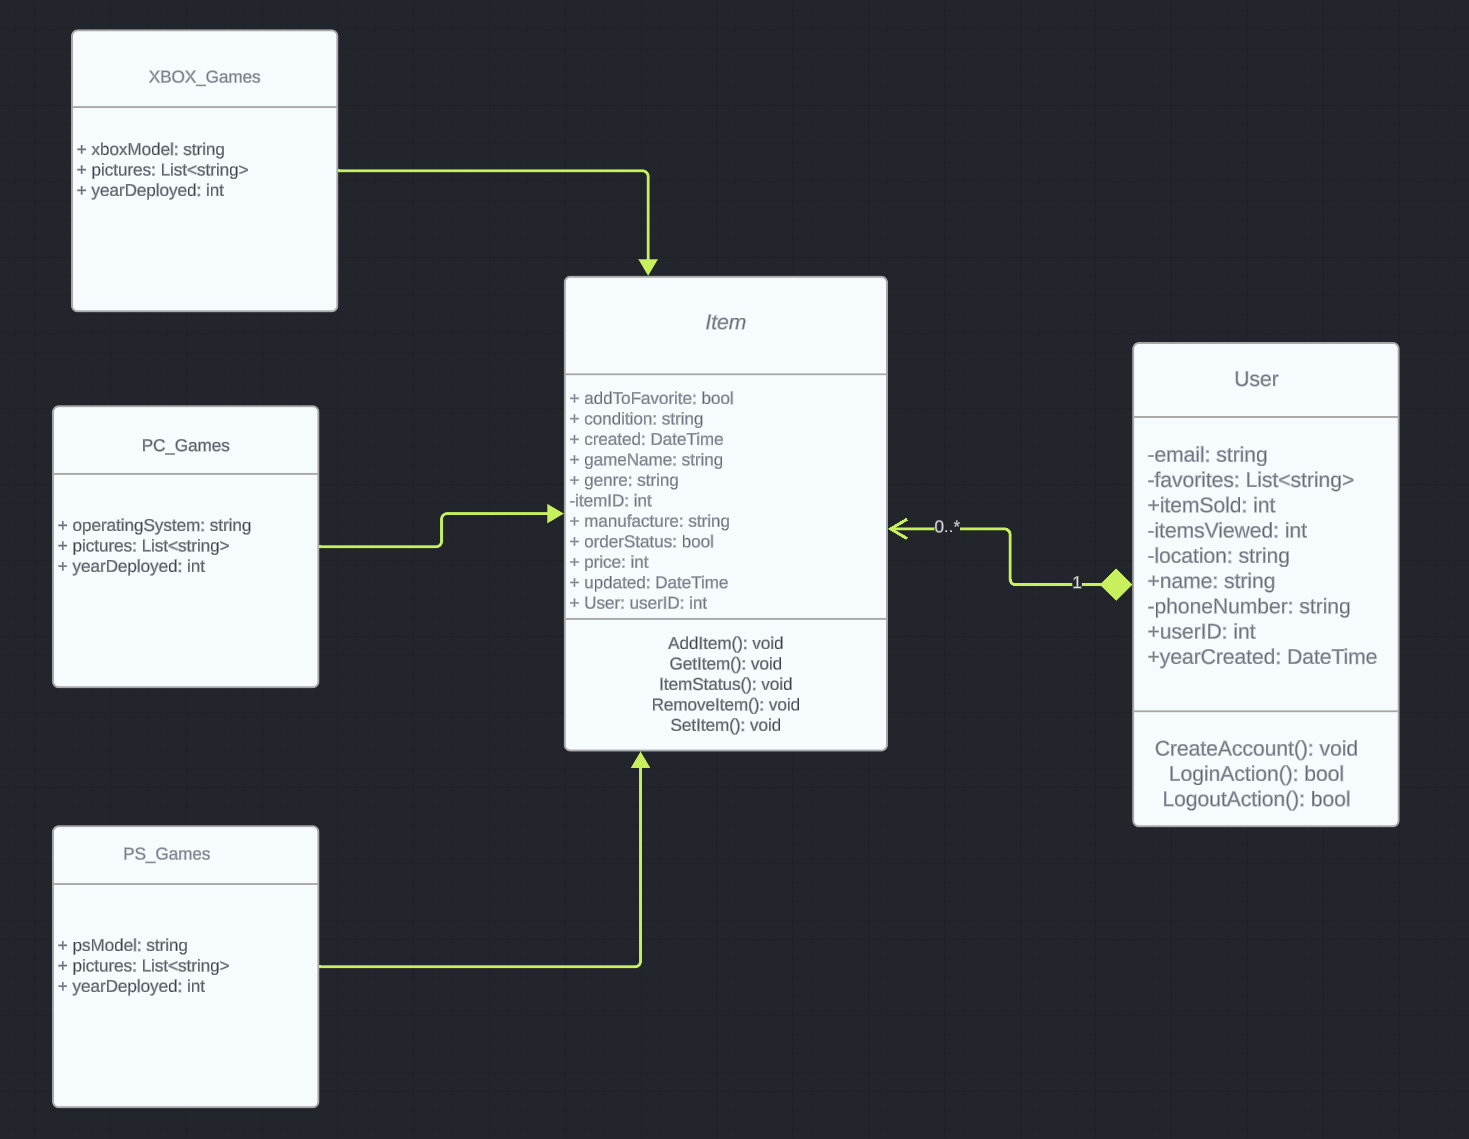 XBOX_Games
+ xboxModel: string
+ pictures: List<string>
+ yearDeployed: int
PC_Games
+ operatingSystem: string
+ pictures: List<string>
+ yearDeployed: int
PS_Games
+ psModel: string
+ pictures: List<string>
+ yearDeployed: int
Item
+ addToFavorite: bool
+ condition: string
+ created: DateTime
+ gameName: string
+ genre: string
-itemID: int
+ manufacture: string
+ orderStatus: bool
+ price: int
+ updated: DateTime
+ User: userID: int
AddItem(): void
GetItem(): void
ItemStatus(): void
RemoveItem(): void
SetItem(): void
0..*
1
User
-email: string
-favorites: List<string>
+itemSold: int
-itemsViewed: int
-location: string
+name: string
-phoneNumber: string
+userID: int
+yearCreated: DateTime
CreateAccount(): void
LoginAction(): bool
LogoutAction(): bool